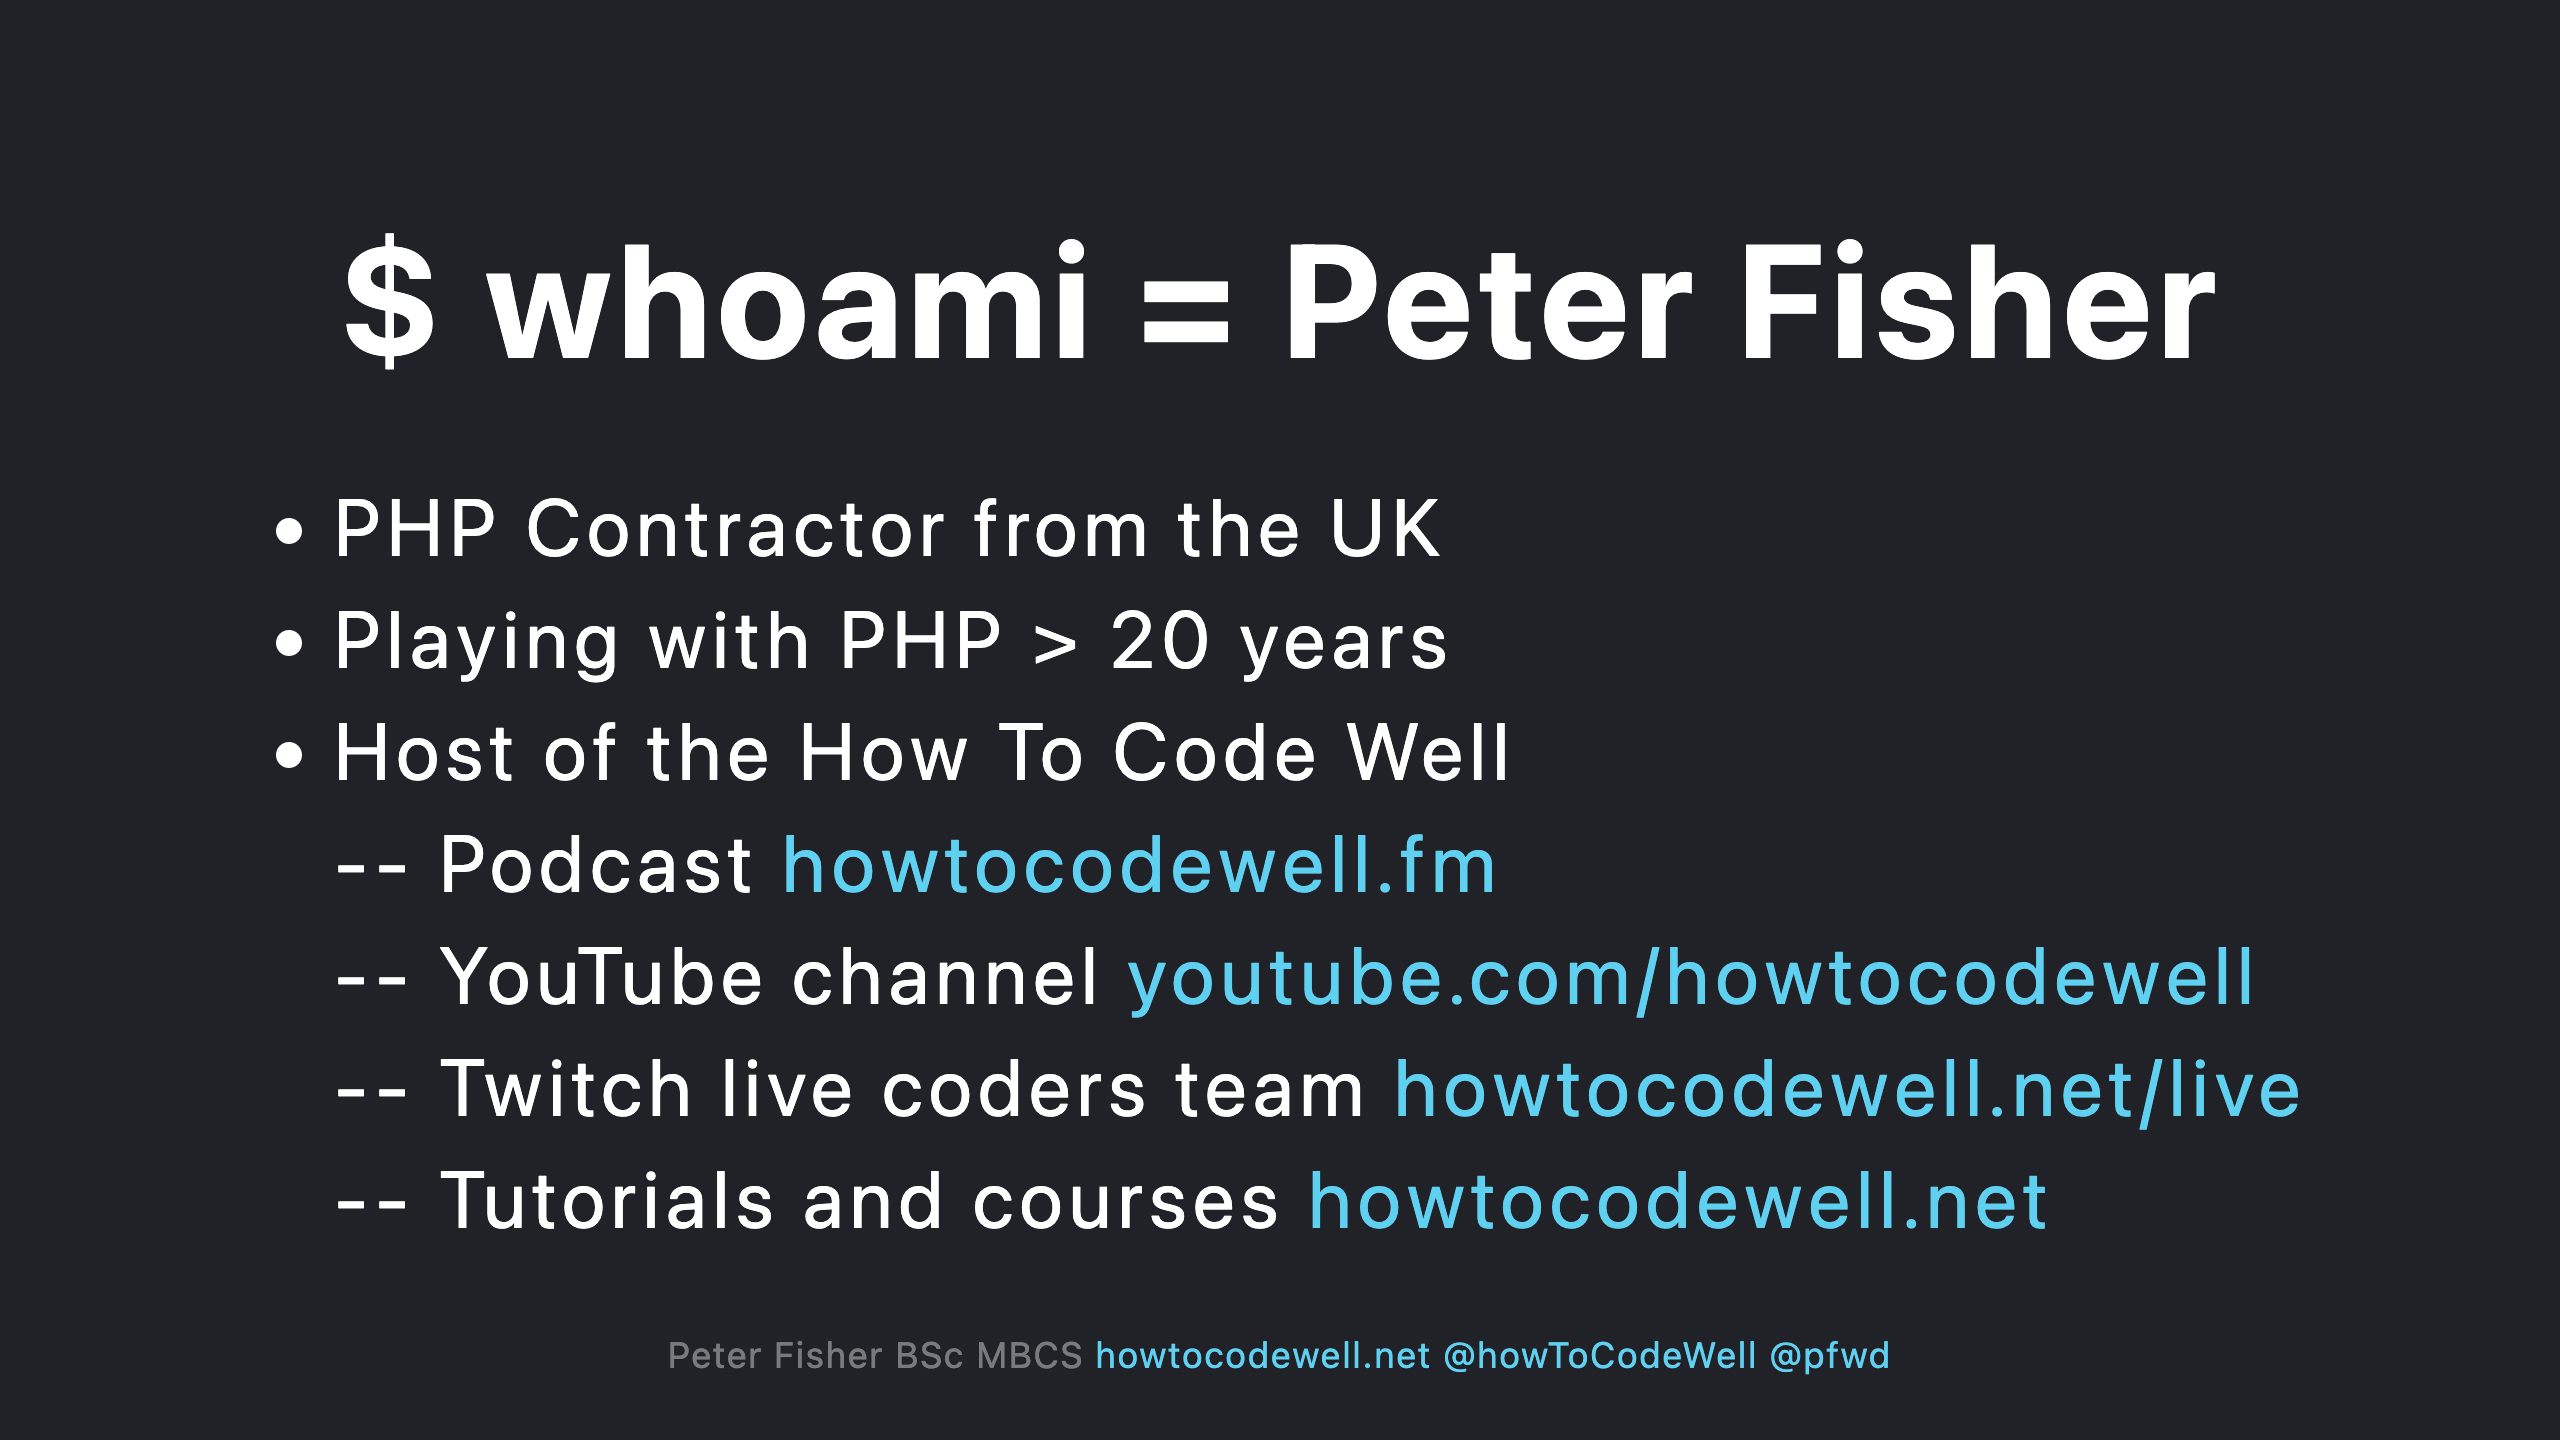 $ whoami = Peter Fisher
• PHP Contractor from the UK
• Playing with PHP > 20 years
• Host of the How To Code Well
-- Podcast howtocodewell.fm
-- YouTube channel youtube.com/howtocodewell
-- Twitch live coders team howtocodewell.net/live
-- Tutorials and courses howtocodewell.net
Peter Fisher BSc MBCS howtocodewell.net @howToCodeWell @pfwd